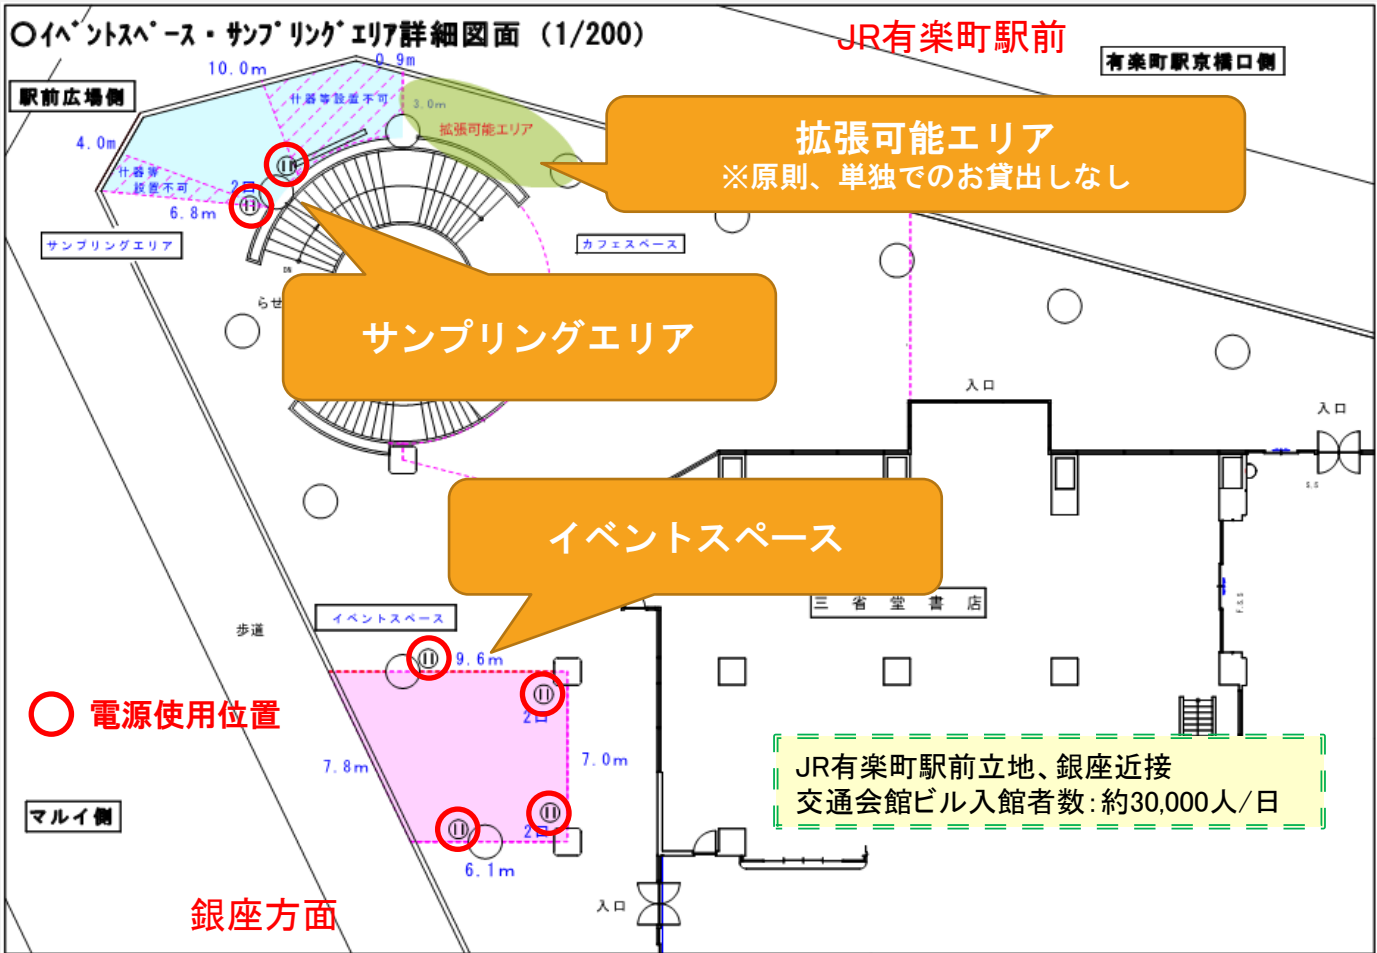 ○イベントスペース・サンプリングエリア詳細図面 (1/200)
JR有楽町駅前
有楽町駅京橋口側
駅前広場側
10.0m
0.9m
什器等設置不可
3.0m
拡張可能エリア
拡張可能エリア
※原則、単独でのお貸出しなし
4.0m
什器等
設置不可
2口
6.8m
サンプリングエリア
カフェスペース
DN
らせ
サンプリングエリア
入口
入口
S.S
イベントスペース
三省堂書店
F.S.S
イベントスペース
歩道
9.6m
2口
電源使用位置
7.8m
7.0m
JR有楽町駅前立地、銀座近接
交通会館ビル入館者数:約30,000人/日
マルイ側
2口
6.1m
銀座方面
入口